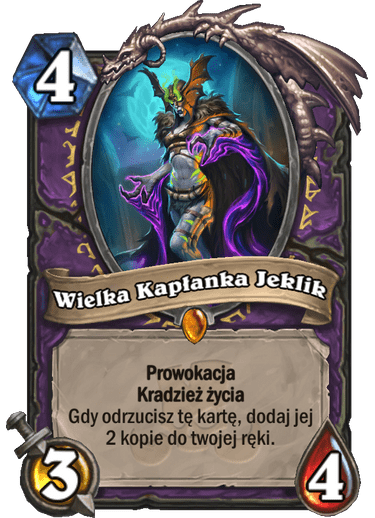 4
Wielka Kapłanka Jeklik
Prowokacja
Kradzież życia
Gdy odrzucisz tę kartę, dodaj jej
2 kopie do twojej ręki.
3
4